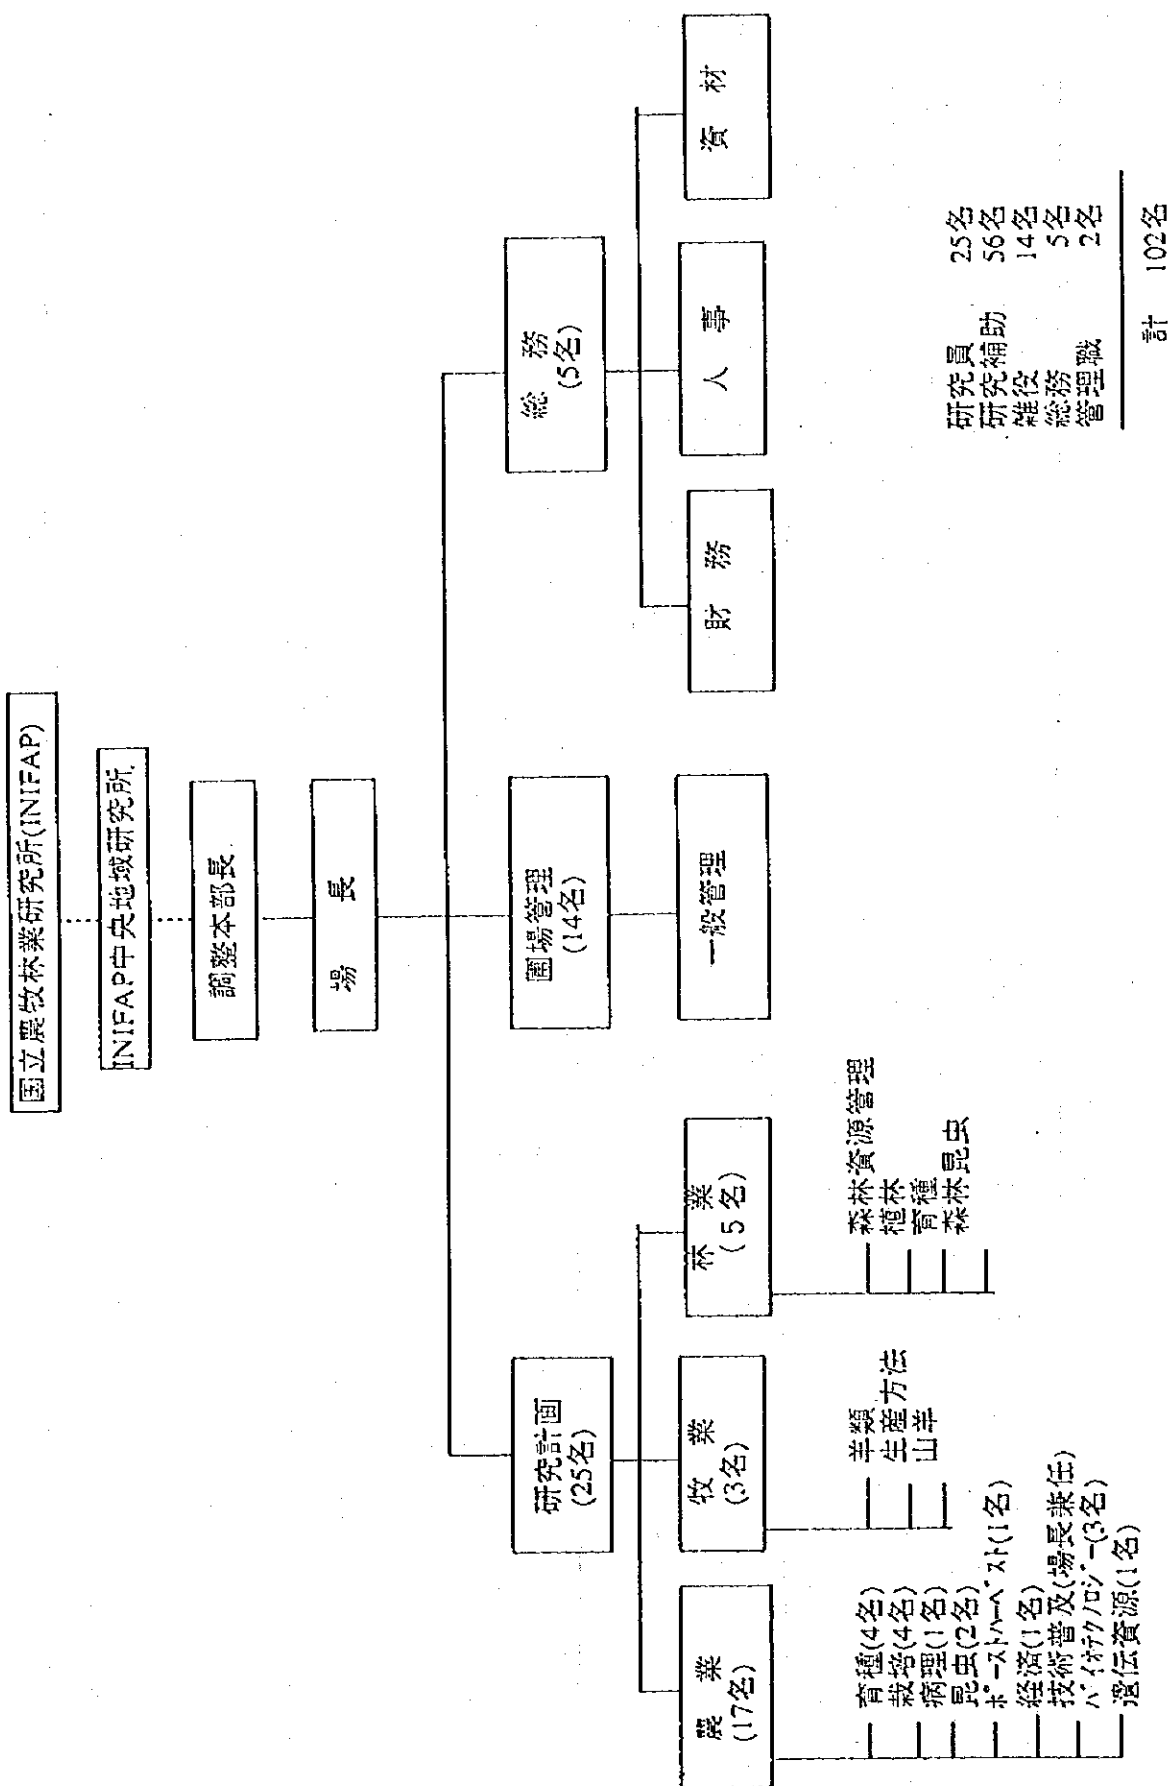 国立農牧林業研究所(INIFAP)
INIFAP中央地域研究所
調整本部長
場 長
研究計画
(25名)
圃場管理
(14名)
総 務
(5名)
農 業
(17名)
牧 業
(3名)
林 業
(5名)
一般管理
財 務
人 事
資 材
育種(4名)
栽培(4名)
病理(1名)
昆虫(2名)
ポーストハーベスト(1名)
経済(1名)
技術普及(場長兼任)
バイオテクノロジー(3名)
遺伝資源(1名)
羊類
生産方法
山羊
森林資源管理
植林
育種
森林昆虫
研究員 25名
研究補助 56名
雑役 14名
総務 5名
管理職 2名
計 102名